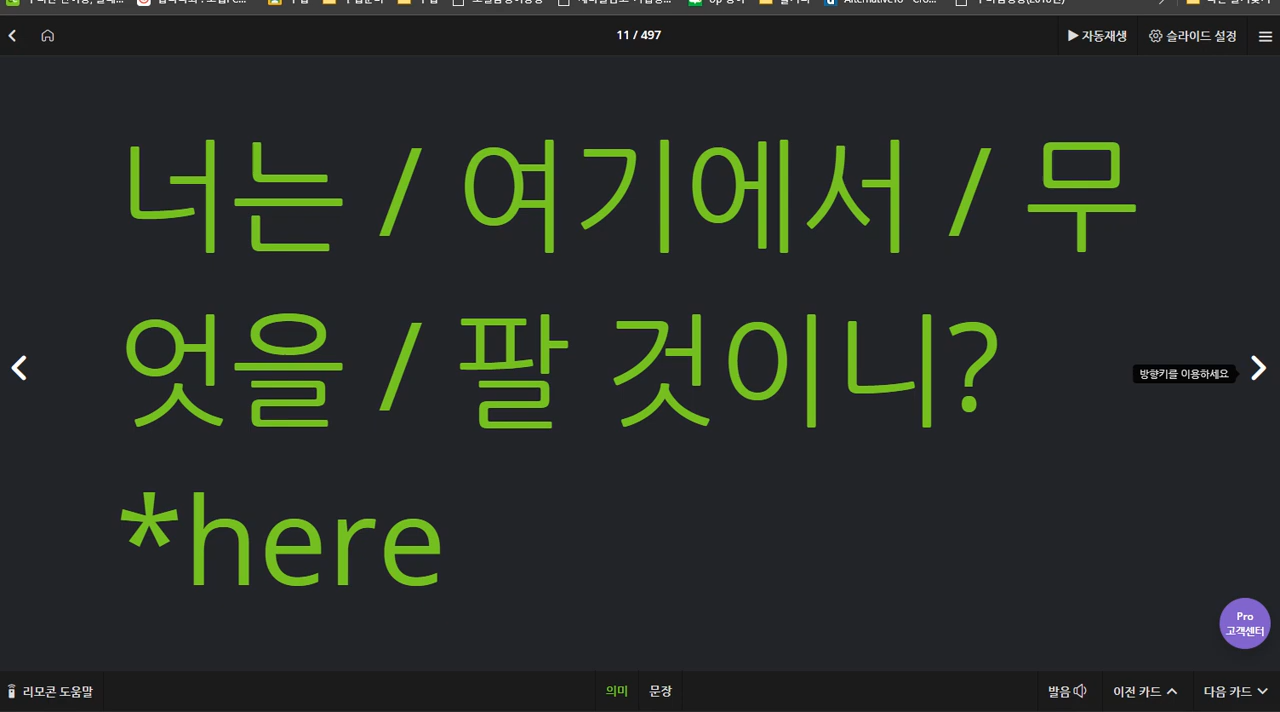 11 / 497
자동재생
슬라이드 설정
너는 / 여기에서 / 무
엇을 / 팔 것이니?
*here
방향키를 이용하세요
Pro
고객센터
리모콘 도움말
의미
문장
발음
이전 카드
다음 카드